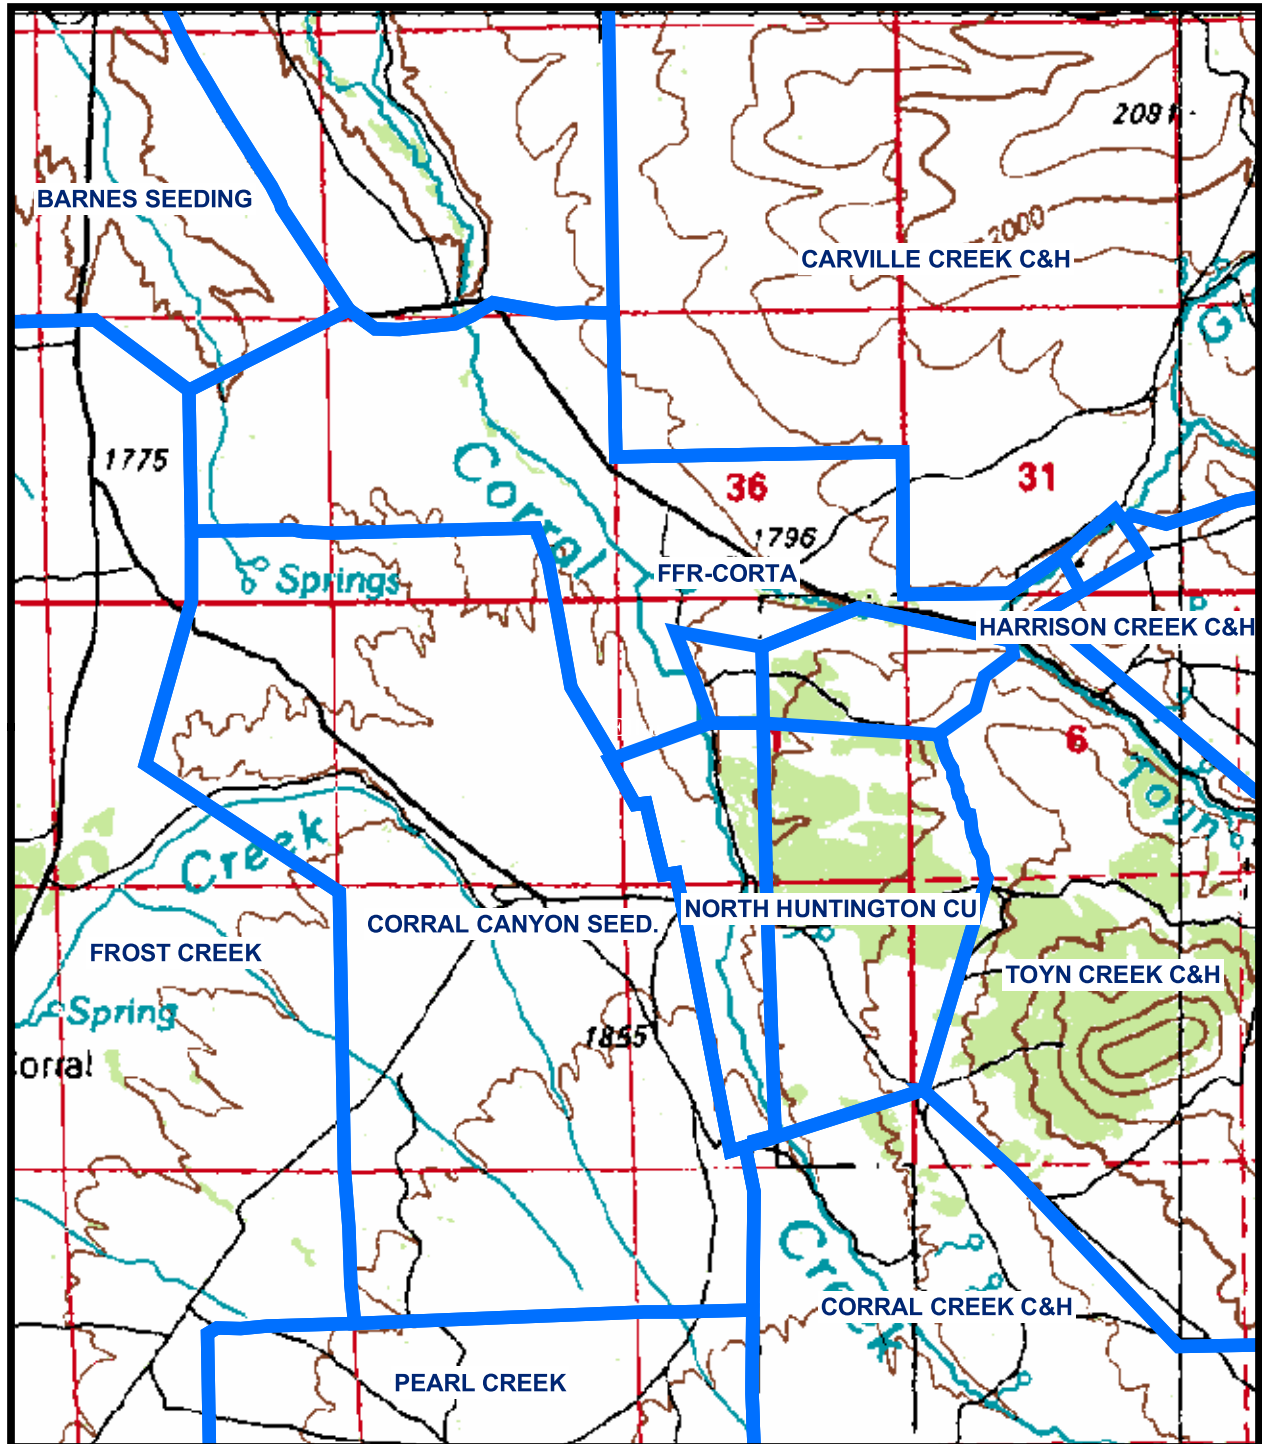 2081
BARNES SEEDING
2000
CARVILLE CREEK C&H
1775
Corral
36
31
1796
Springs
FFR-CORTA
HARRISON CREEK C&H
6
Toyn
Creek
NORTH HUNTINGTON CU
CORRAL CANYON SEED.
FROST CREEK
TOYN CREEK C&H
Spring
1855
orral
Creek
CORRAL CREEK C&H
PEARL CREEK